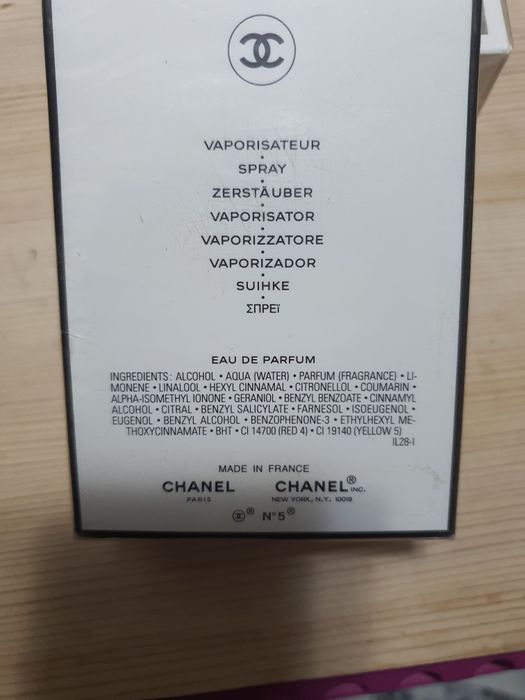 VAPORISATEUR
SPRAY
ZERSTÄUBER
VAPORISATOR
VAPORIZZATORE
VAPORIZADOR
SUIHKE
ΣΠΡΕΪ
EAU DE PARFUM
INGREDIENTS: ALCOHOL • AQUA (WATER) • PARFUM (FRAGRANCE) • LI-
MONENE • LINALOOL • HEXYL CINNAMAL • CITRONELLOL • COUMARIN •
ALPHA-ISOMETHYL IONONE • GERANIOL • BENZYL BENZOATE • CINNAMYL
ALCOHOL • CITRAL • BENZYL SALICYLATE • FARNESOL • ISOEUGENOL •
EUGENOL • BENZYL ALCOHOL • BENZOPHENONE-3 • ETHYLHEXYL ME-
THOXYCINNAMATE • BHT • CI 14700 (RED 4) • CI 19140 (YELLOW 5)
IL28-I
MADE IN FRANCE
CHANEL CHANEL® INC.
PARIS NEW YORK, N.Y. 10019
® N°5®